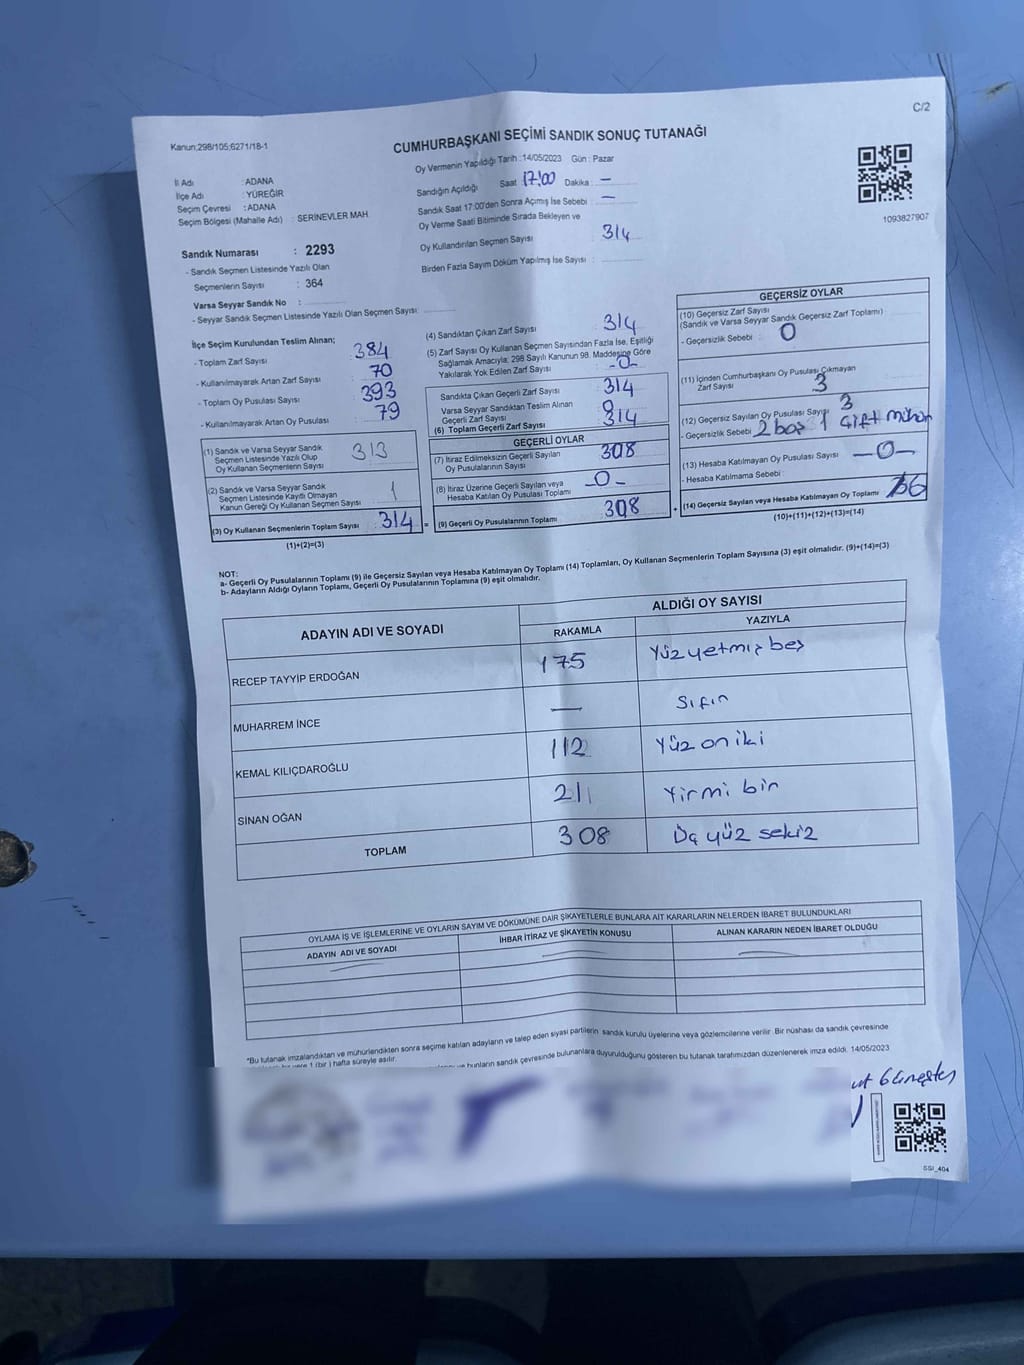 C/2
Kanun;298/105;6271/18-1
CUMHURBAŞKANI SEÇİMİ SANDIK SONUÇ TUTANAĞI
Oy Vermenin Yapıldığı Tarih :14/05/2023 Gün : Pazar
İl Adı : ADANA
İlçe Adı : YÜREĞİR
Seçim Çevresi : ADANA
Seçim Bölgesi (Mahalle Adı) : SERİNEVLER MAH
Sandığın Açıldığı Saat 17:00 Dakika : —
Sandık Saat 17:00'den Sonra Açımış İse Sebebi : —
Oy Verme Saati Bitiminde Sırada Bekleyen ve
Oy Kullandırılan Seçmen Sayısı 314
Birden Fazla Sayım Döküm Yapılmış İse Sayısı :
1093827907
Sandık Numarası : 2293
- Sandık Seçmen Listesinde Yazılı Olan
Seçmenlerin Sayısı : 364
Varsa Seyyar Sandık No :
- Seyyar Sandık Seçmen Listesinde Yazılı Olan Seçmen Sayısı:
İlçe Seçim Kurulundan Teslim Alınan;
- Toplam Zarf Sayısı 384
- Kullanılmayarak Artan Zarf Sayısı : 70
- Toplam Oy Pusulası Sayısı : 393
- Kullanılmayarak Artan Oy Pusulası : 79
(1) Sandık ve Varsa Seyyar Sandık
Seçmen Listesinde Yazılı Olup
Oy Kullanan Seçmenlerin Sayısı : 313
(2) Sandık ve Varsa Seyyar Sandık
Seçmen Listesinde Kayıtlı Olmayan
Kanun Gereği Oy Kullanan Seçmen Sayısı : 1
(3) Oy Kullanan Seçmenlerin Toplam Sayısı : 314 =
(1)+(2)=(3)
(4) Sandıktan Çıkan Zarf Sayısı : 314
(5) Zarf Sayısı Oy Kullanan Seçmen Sayısından Fazla İse, Eşitliği
Sağlamak Amacıyla; 298 Sayılı Kanunun 98. Maddesine Göre
Yakılarak Yok Edilen Zarf Sayısı : -0-
Sandıkta Çıkan Geçerli Zarf Sayısı : 314
Varsa Seyyar Sandıktan Teslim Alınan
Geçerli Zarf Sayısı : 0
(6) Toplam Geçerli Zarf Sayısı : 314
GEÇERLİ OYLAR
(7) İtiraz Edilmeksizin Geçerli Sayılan
Oy Pusulalarının Sayısı : 308
(8) İtiraz Üzerine Geçerli Sayılan veya
Hesaba Katılan Oy Pusulası Toplamı : -0-
(9) Geçerli Oy Pusulalarının Toplamı : 308 +
GEÇERSİZ OYLAR
(10) Geçersiz Zarf Sayısı
(Sandık ve Varsa Seyyar Sandık Geçersiz Zarf Toplamı) :
- Geçersizlik Sebebi : 0
(11) İçinden Cumhurbaşkanı Oy Pusulası Çıkmayan
Zarf Sayısı : 3
(12) Geçersiz Sayılan Oy Pusulası Sayısı : 3
- Geçersizlik Sebebi : 2 boş 1 çift mühür
(13) Hesaba Katılmayan Oy Pusulası Sayısı : -0-
- Hesaba Katılmama Sebebi :
(14) Geçersiz Sayılan veya Hesaba Katılmayan Oy Toplamı : 6
(10)+(11)+(12)+(13)=(14)
NOT:
a- Geçerli Oy Pusulalarının Toplamı (9) ile Geçersiz Sayılan veya Hesaba Katılmayan Oy Toplamı (14) Toplamları, Oy Kullanan Seçmenlerin Toplam Sayısına (3) eşit olmalıdır. (9)+(14)=(3)
b- Adayların Aldığı Oyların Toplamı, Geçerli Oy Pusulalarının Toplamına (9) eşit olmalıdır.
ADAYIN ADI VE SOYADI
ALDIĞI OY SAYISI
RAKAMLA YAZIYLA
RECEP TAYYİP ERDOĞAN 175 Yüzyetmiş beş
MUHARREM İNCE — Sıfır
KEMAL KILIÇDAROĞLU 112 Yüz on iki
SİNAN OĞAN 21 Yirmi bir
TOPLAM 308 Üç yüz sekiz
OYLAMA İŞ VE İŞLEMLERİNE VE OYLARIN SAYIM VE DÖKÜMÜNE DAİR ŞİKAYETLERLE BUNLARA AİT KARARLARIN NELERDEN İBARET BULUNDUKLARI
ADAYIN ADI VE SOYADI İHBAR İTİRAZ VE ŞİKAYETİN KONUSU ALINAN KARARIN NEDEN İBARET OLDUĞU
*Bu tutanak imzalandıktan ve mühürlendikten sonra seçime katılan adayların ve talep eden siyasi partilerin sandık kurulu üyelerine veya gözlemcilerine verilir .Bir nüshası da sandık çevresinde
1 (bir ) hafta süreyle asılır.
bunların sandık çevresinde bulunanlara duyurulduğunu gösteren bu tutanak tarafımızdan düzenlenerek imza edildi. 14/05/2023
SSI_404